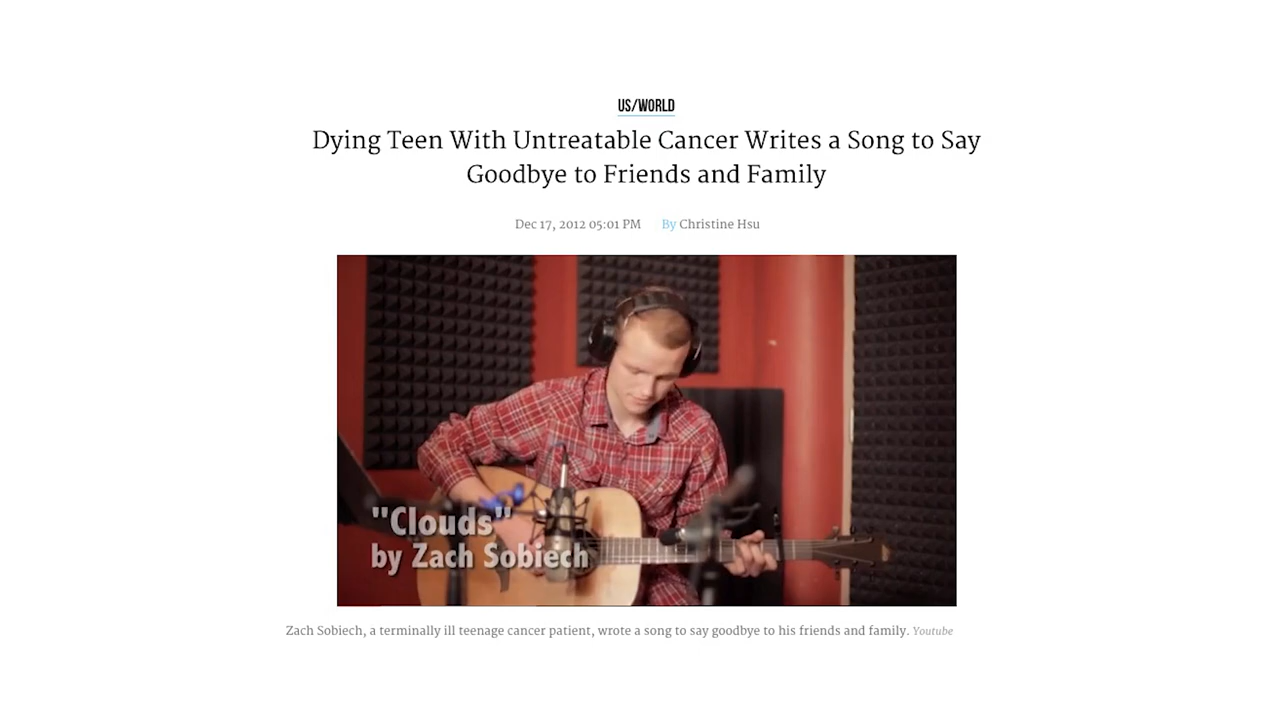 US/WORLD
Dying Teen With Untreatable Cancer Writes a Song to Say
Goodbye to Friends and Family
Dec 17, 2012 05:01 PM By Christine Hsu
"Clouds"
by Zach Sobiech
Zach Sobiech, a terminally ill teenage cancer patient, wrote a song to say goodbye to his friends and family. Youtube